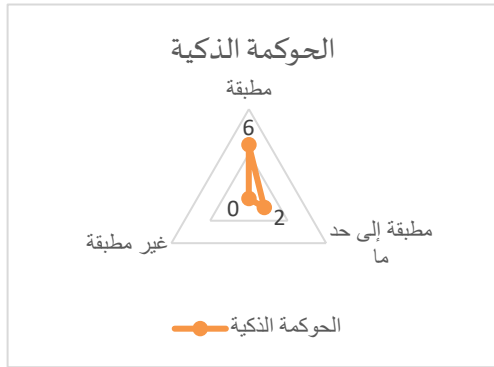 الحوكمة الذكية
مطبقة
6
0
2
مطبقة إلى حد
ما
غير مطبقة
الحوكمة الذكية